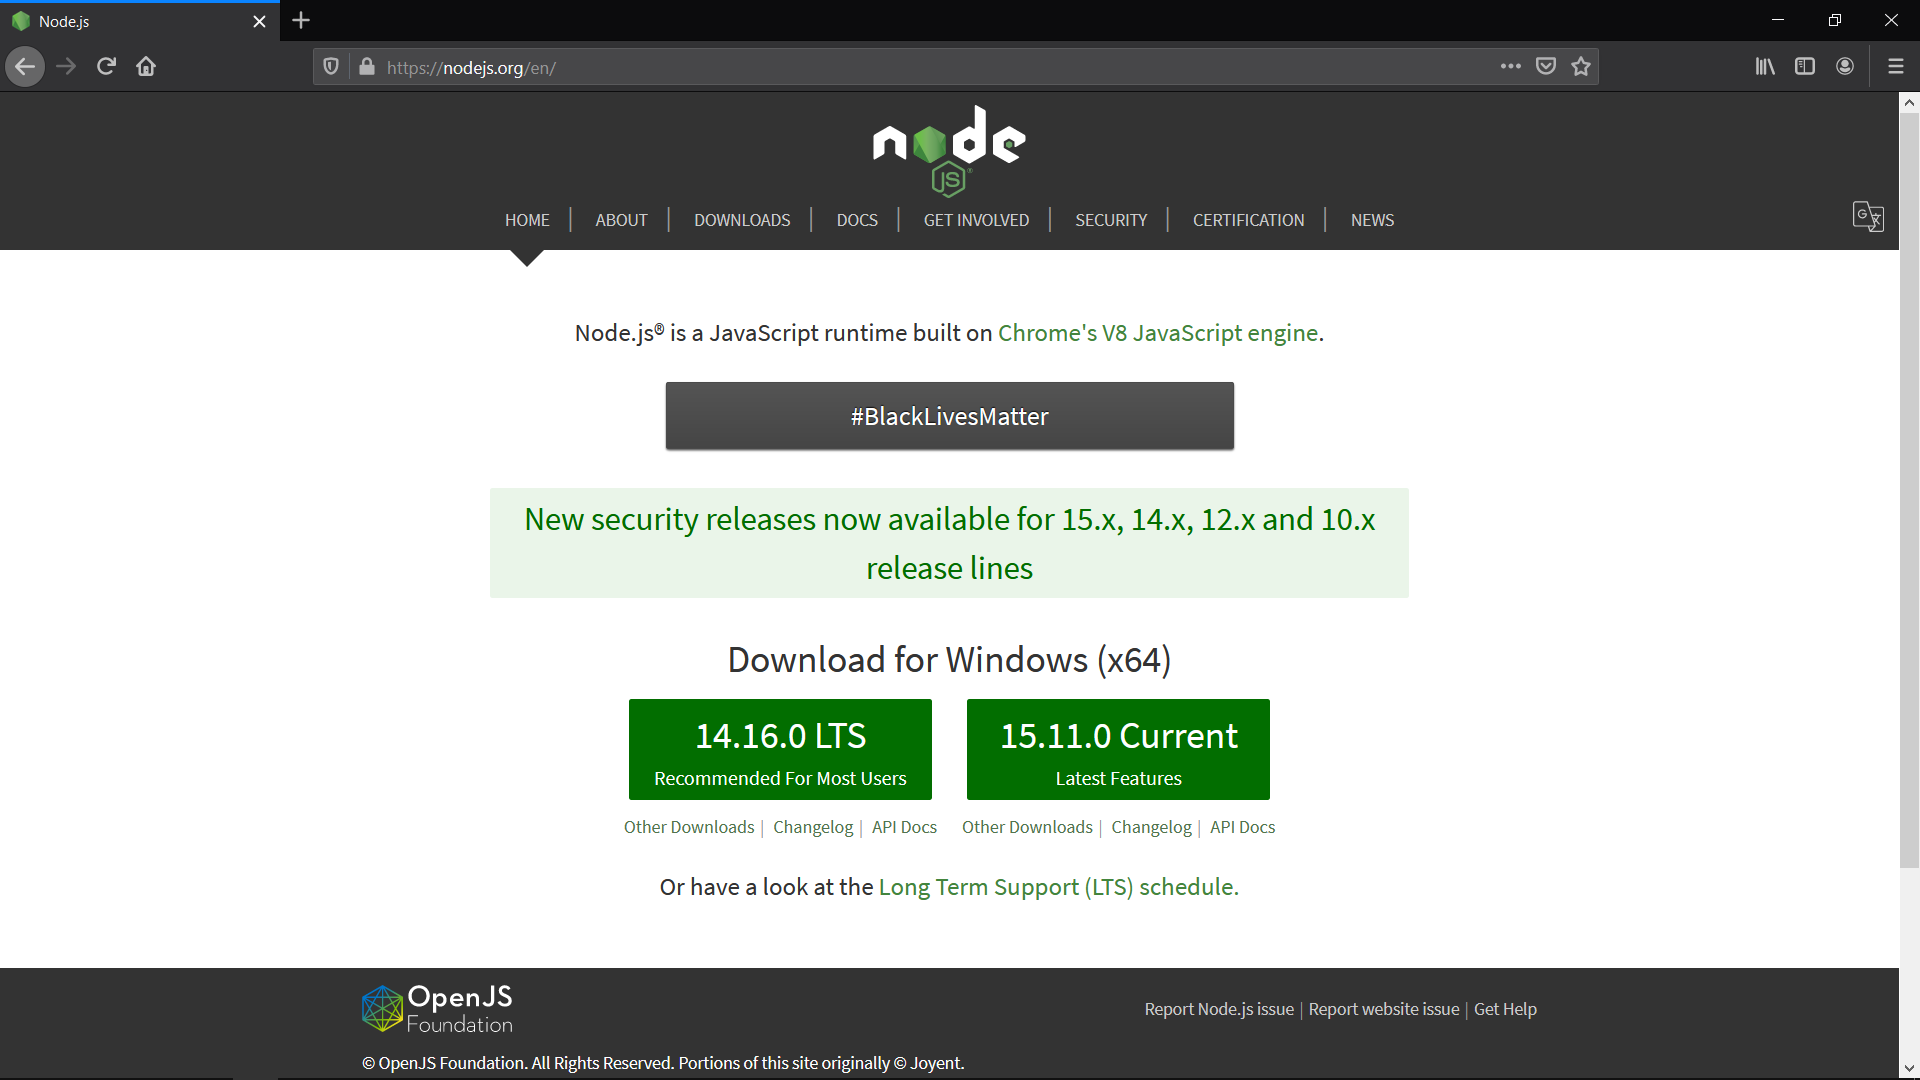 Node.js
https://nodejs.org/en/
node
JS
HOME
ABOUT
DOWNLOADS
DOCS
GET INVOLVED
SECURITY
CERTIFICATION
NEWS
Node.js® is a JavaScript runtime built on Chrome's V8 JavaScript engine.
#BlackLivesMatter
New security releases now available for 15.x, 14.x, 12.x and 10.x
release lines
Download for Windows (x64)
14.16.0 LTS
Recommended For Most Users
15.11.0 Current
Latest Features
Other Downloads | Changelog | API Docs
Other Downloads | Changelog | API Docs
Or have a look at the Long Term Support (LTS) schedule.
OpenJS
Foundation
Report Node.js issue | Report website issue | Get Help
© OpenJS Foundation. All Rights Reserved. Portions of this site originally © Joyent.